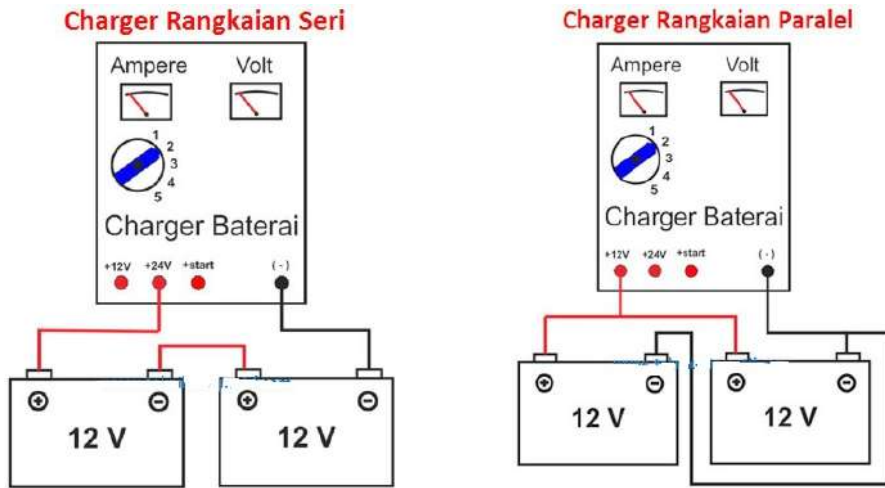 Charger Rangkaian Seri
Ampere Volt
1
2
3
4
5
Charger Baterai
+12V +24V +start (-)
+ - + -
12 V 12 V
Charger Rangkaian Paralel
Ampere Volt
1
2
3
4
5
Charger Baterai
+12V +24V +start (-)
+ - + -
12 V 12 V